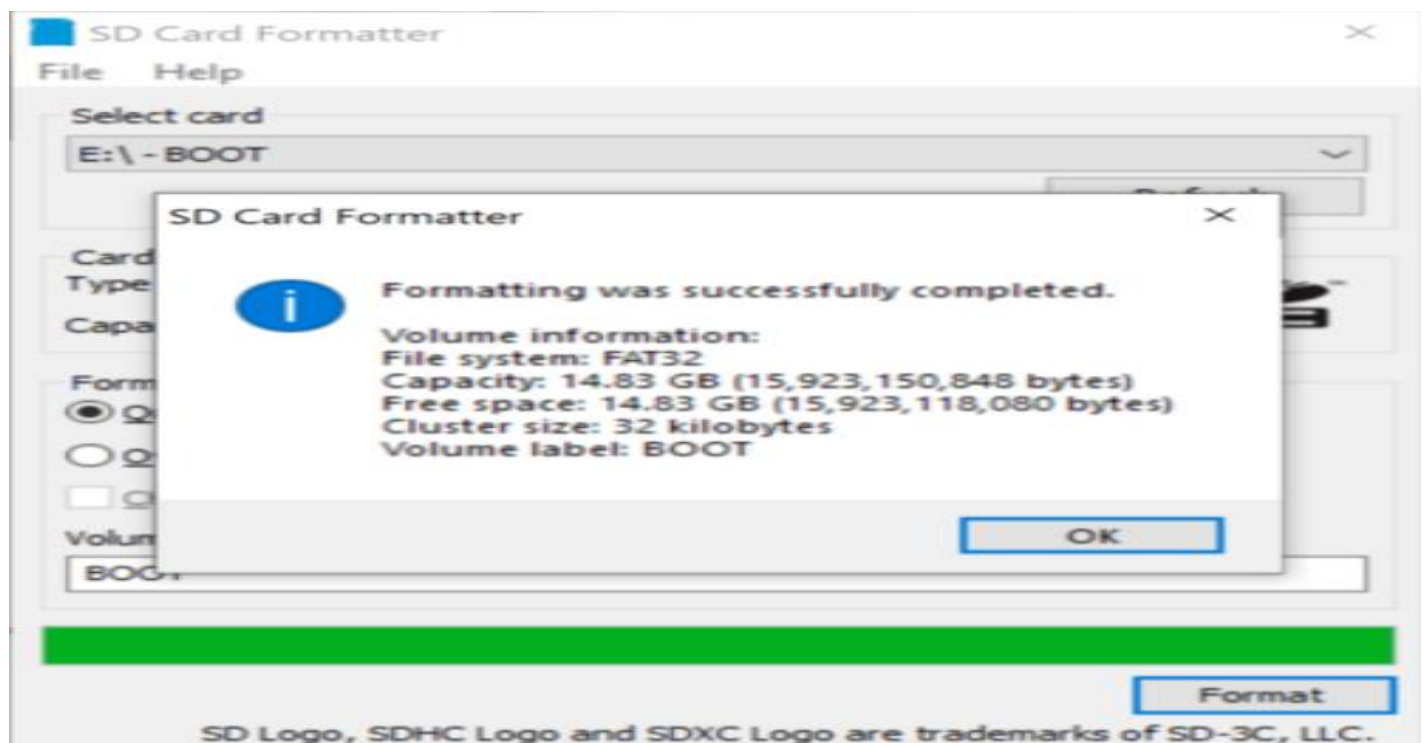 SD Card Formatter
File Help
Select card
E:\ - BOOT
SD Card Formatter
Card
Type
Formatting was successfully completed.
Volume information:
File system: FAT32
Capacity: 14.83 GB (15,923,150,848 bytes)
Free space: 14.83 GB (15,923,118,080 bytes)
Cluster size: 32 kilobytes
Volume label: BOOT
OK
BOOT
Format
SD Logo, SDHC Logo and SDXC Logo are trademarks of SD-3C, LLC.